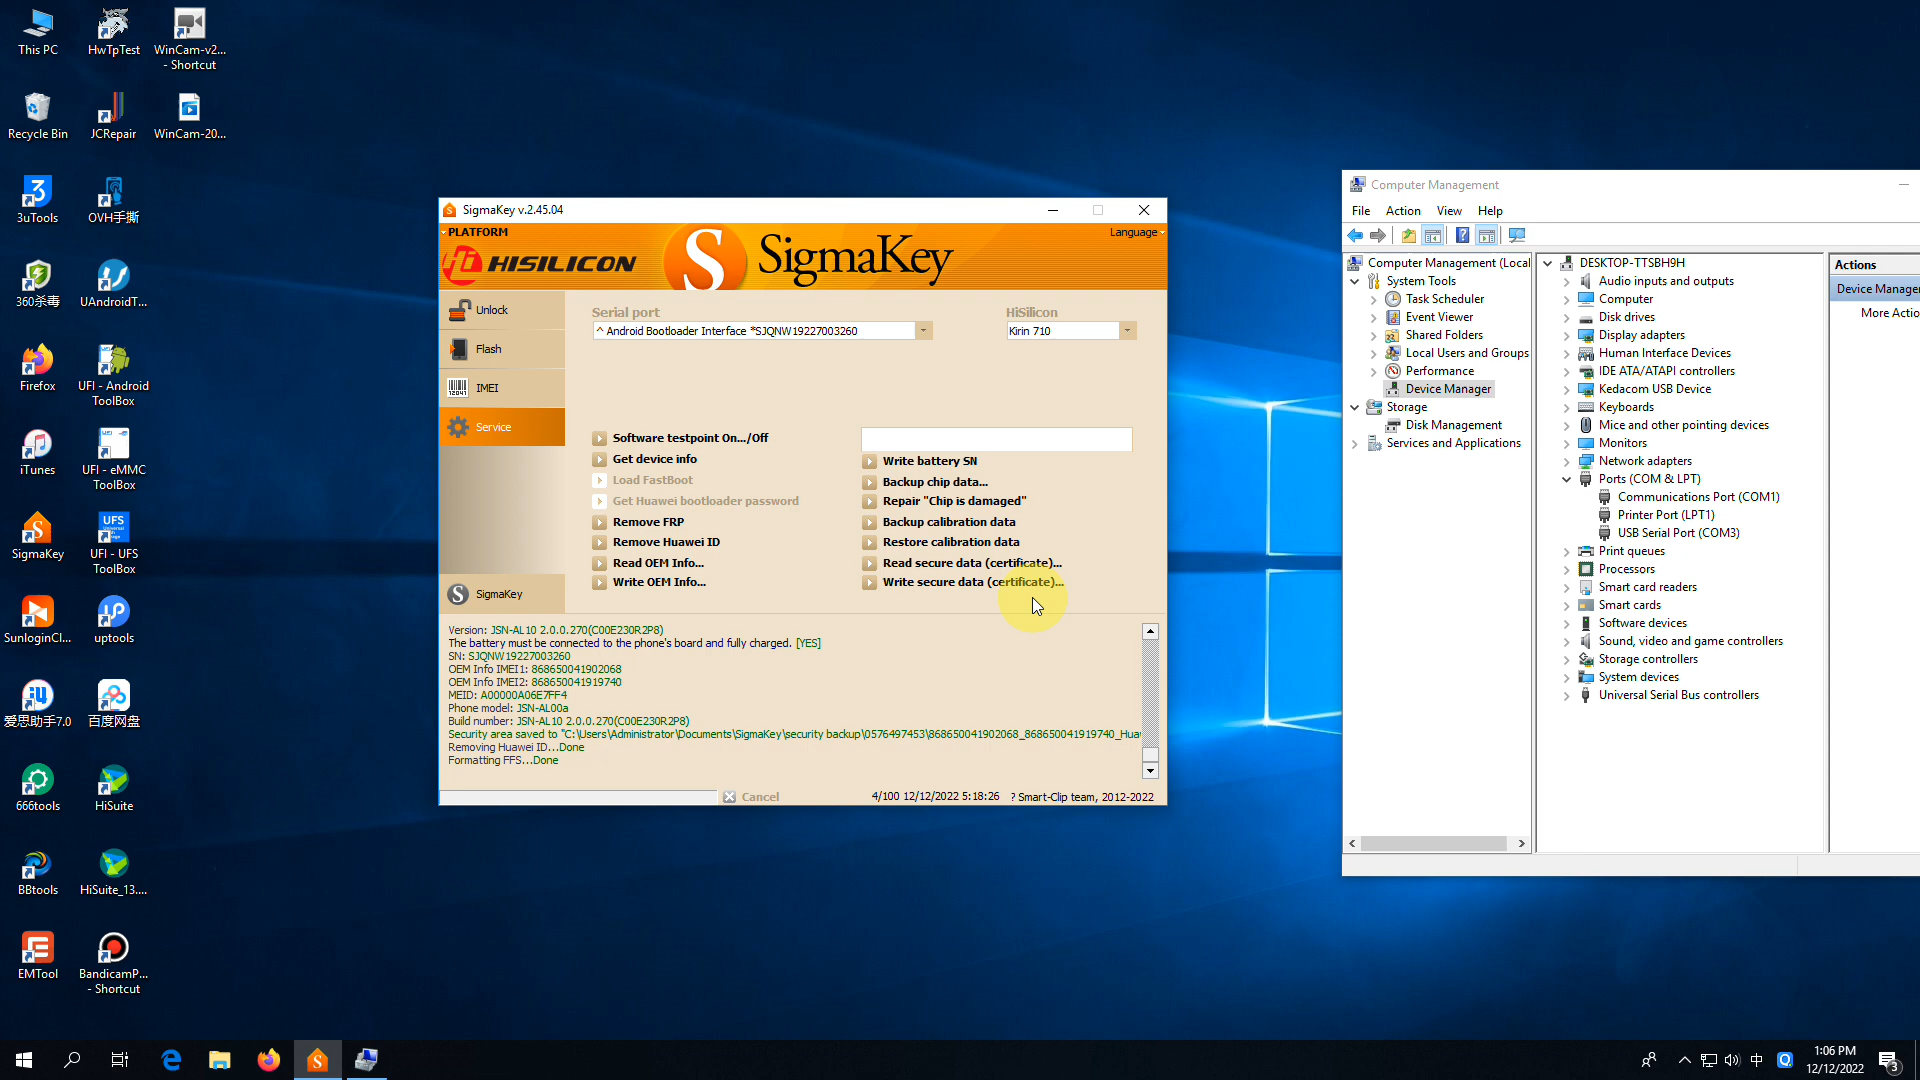 This PC
HwTpTest
WinCam-v2...
- Shortcut
Recycle Bin
JCRepair
WinCam-20...
3
3uTools
OVH手撕
360杀毒
UAndroidT...
Firefox
UFI - Android
ToolBox
iTunes
UFI - eMMC
ToolBox
SigmaKey
UFS
UFI - UFS
ToolBox
SunloginCl...
uptools
爱思助手7.0
百度网盘
666tools
HiSuite
BBtools
HiSuite_13....
EMTool
BandicamP...
- Shortcut
SigmaKey v.2.45.04
PLATFORM
Language
HISILICON
S
SigmaKey
Unlock
Flash
IMEI
Service
SigmaKey
Serial port
HiSilicon
^ Android Bootloader Interface *SJQNW19227003260
Kirin 710
Software testpoint On.../Off
Get device info
Load FastBoot
Get Huawei bootloader password
Remove FRP
Remove Huawei ID
Read OEM Info...
Write OEM Info...
Write battery SN
Backup chip data...
Repair "Chip is damaged"
Backup calibration data
Restore calibration data
Read secure data (certificate)...
Write secure data (certificate)...
Version: JSN-AL10 2.0.0.270(C00E230R2P8)
The battery must be connected to the phone's board and fully charged. [YES]
SN: SJQNW19227003260
OEM Info IMEI1: 868650041902068
OEM Info IMEI2: 868650041919740
MEID: A00000A06E7FF4
Phone model: JSN-AL00a
Build number: JSN-AL10 2.0.0.270(C00E230R2P8)
Security area saved to "C:\Users\Administrator\Documents\SigmaKey\security backup\0576497453\868650041902068_868650041919740_Hua
Removing Huawei ID...Done
Formatting FFS...Done
Cancel
4/100 12/12/2022 5:18:26
? Smart-Clip team, 2012-2022
Computer Management
File Action View Help
Computer Management (Local
System Tools
Task Scheduler
Event Viewer
Shared Folders
Local Users and Groups
Performance
Device Manager
Storage
Disk Management
Services and Applications
DESKTOP-TTSBH9H
Audio inputs and outputs
Computer
Disk drives
Display adapters
Human Interface Devices
IDE ATA/ATAPI controllers
Kedacom USB Device
Keyboards
Mice and other pointing devices
Monitors
Network adapters
Ports (COM & LPT)
Communications Port (COM1)
Printer Port (LPT1)
USB Serial Port (COM3)
Print queues
Processors
Smart card readers
Smart cards
Software devices
Sound, video and game controllers
Storage controllers
System devices
Universal Serial Bus controllers
Actions
Device Manager
More Actio
中
1:06 PM
12/12/2022
3